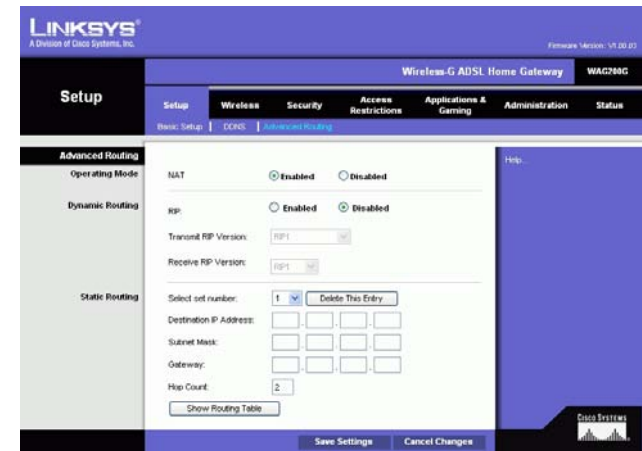 LINKSYS®
A Division of Cisco Systems, Inc.
Firmware Version: V1.00.03
Wireless-G ADSL Home Gateway WAG200G
Setup
Setup Wireless Security Access Restrictions Applications & Gaming Administration Status
Basic Setup | DDNS | Advanced Routing
Advanced Routing
Help...
Operating Mode NAT Enabled Disabled
Dynamic Routing RIP Enabled Disabled
Transmit RIP Version: RIP1
Receive RIP Version: RIP1
Static Routing Select set number: 1 Delete This Entry
Destination IP Address: . . .
Subnet Mask: . . .
Gateway: . . .
Hop Count: 2
Show Routing Table
Save Settings Cancel Changes
CISCO SYSTEMS